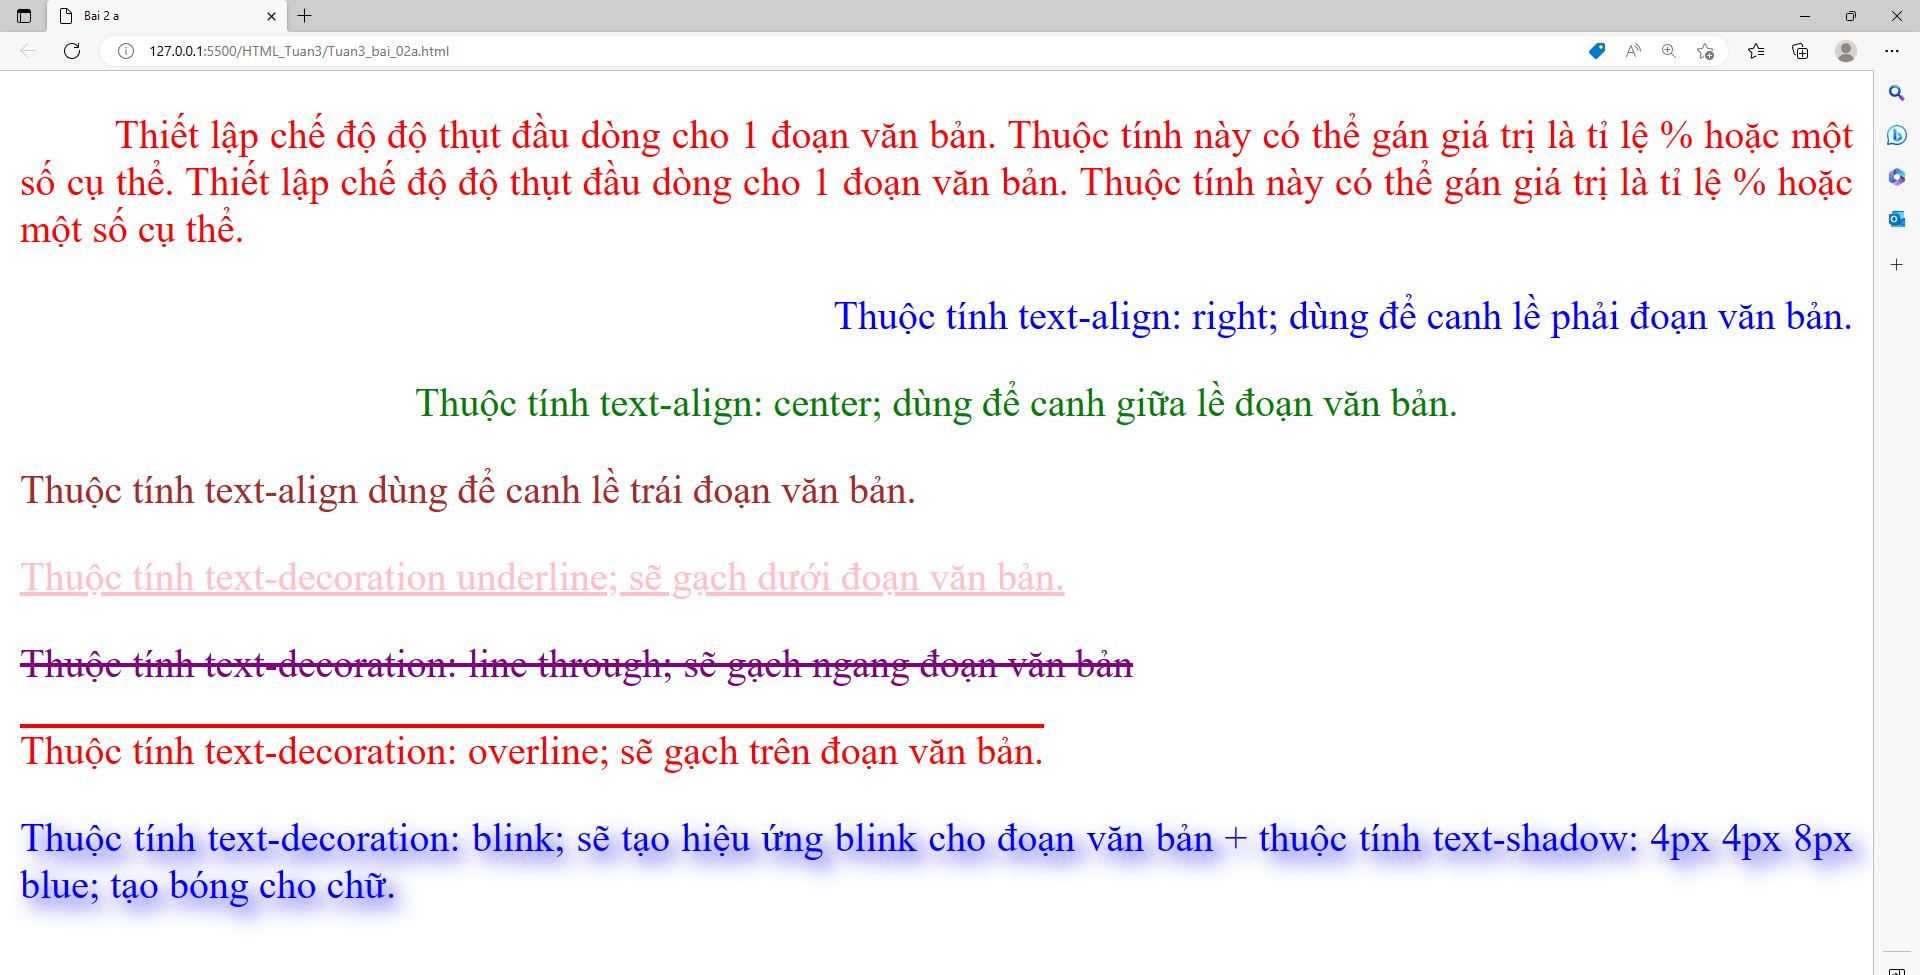 Bai 2 a
127.0.0.1:5500/HTML_Tuan3/Tuan3_bai_02a.html
Thiết lập chế độ độ thụt đầu dòng cho 1 đoạn văn bản. Thuộc tính này có thể gán giá trị là tỉ lệ % hoặc một
số cụ thể. Thiết lập chế độ độ thụt đầu dòng cho 1 đoạn văn bản. Thuộc tính này có thể gán giá trị là tỉ lệ % hoặc
một số cụ thể.
Thuộc tính text-align: right; dùng để canh lề phải đoạn văn bản.
Thuộc tính text-align: center; dùng để canh giữa lề đoạn văn bản.
Thuộc tính text-align dùng để canh lề trái đoạn văn bản.
Thuộc tính text-decoration underline; sẽ gạch dưới đoạn văn bản.
Thuộc tính text-decoration: line through; sẽ gạch ngang đoạn văn bản
Thuộc tính text-decoration: overline; sẽ gạch trên đoạn văn bản.
Thuộc tính text-decoration: blink; sẽ tạo hiệu ứng blink cho đoạn văn bản + thuộc tính text-shadow: 4px 4px 8px
blue; tạo bóng cho chữ.